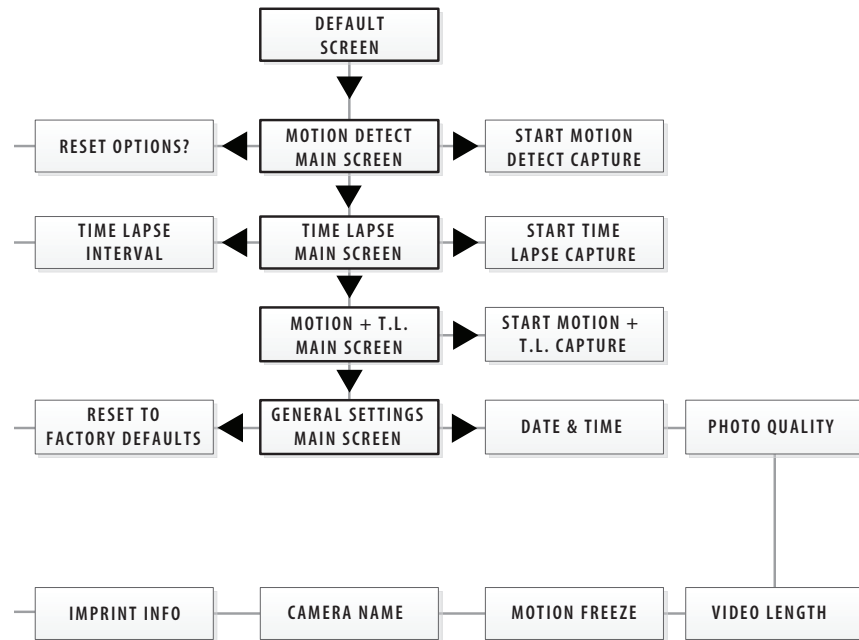 DEFAULT
SCREEN
RESET OPTIONS?
MOTION DETECT
MAIN SCREEN
START MOTION
DETECT CAPTURE
TIME LAPSE
INTERVAL
TIME LAPSE
MAIN SCREEN
START TIME
LAPSE CAPTURE
MOTION + T.L.
MAIN SCREEN
START MOTION +
T.L. CAPTURE
RESET TO
FACTORY DEFAULTS
GENERAL SETTINGS
MAIN SCREEN
DATE & TIME
PHOTO QUALITY
IMPRINT INFO
CAMERA NAME
MOTION FREEZE
VIDEO LENGTH